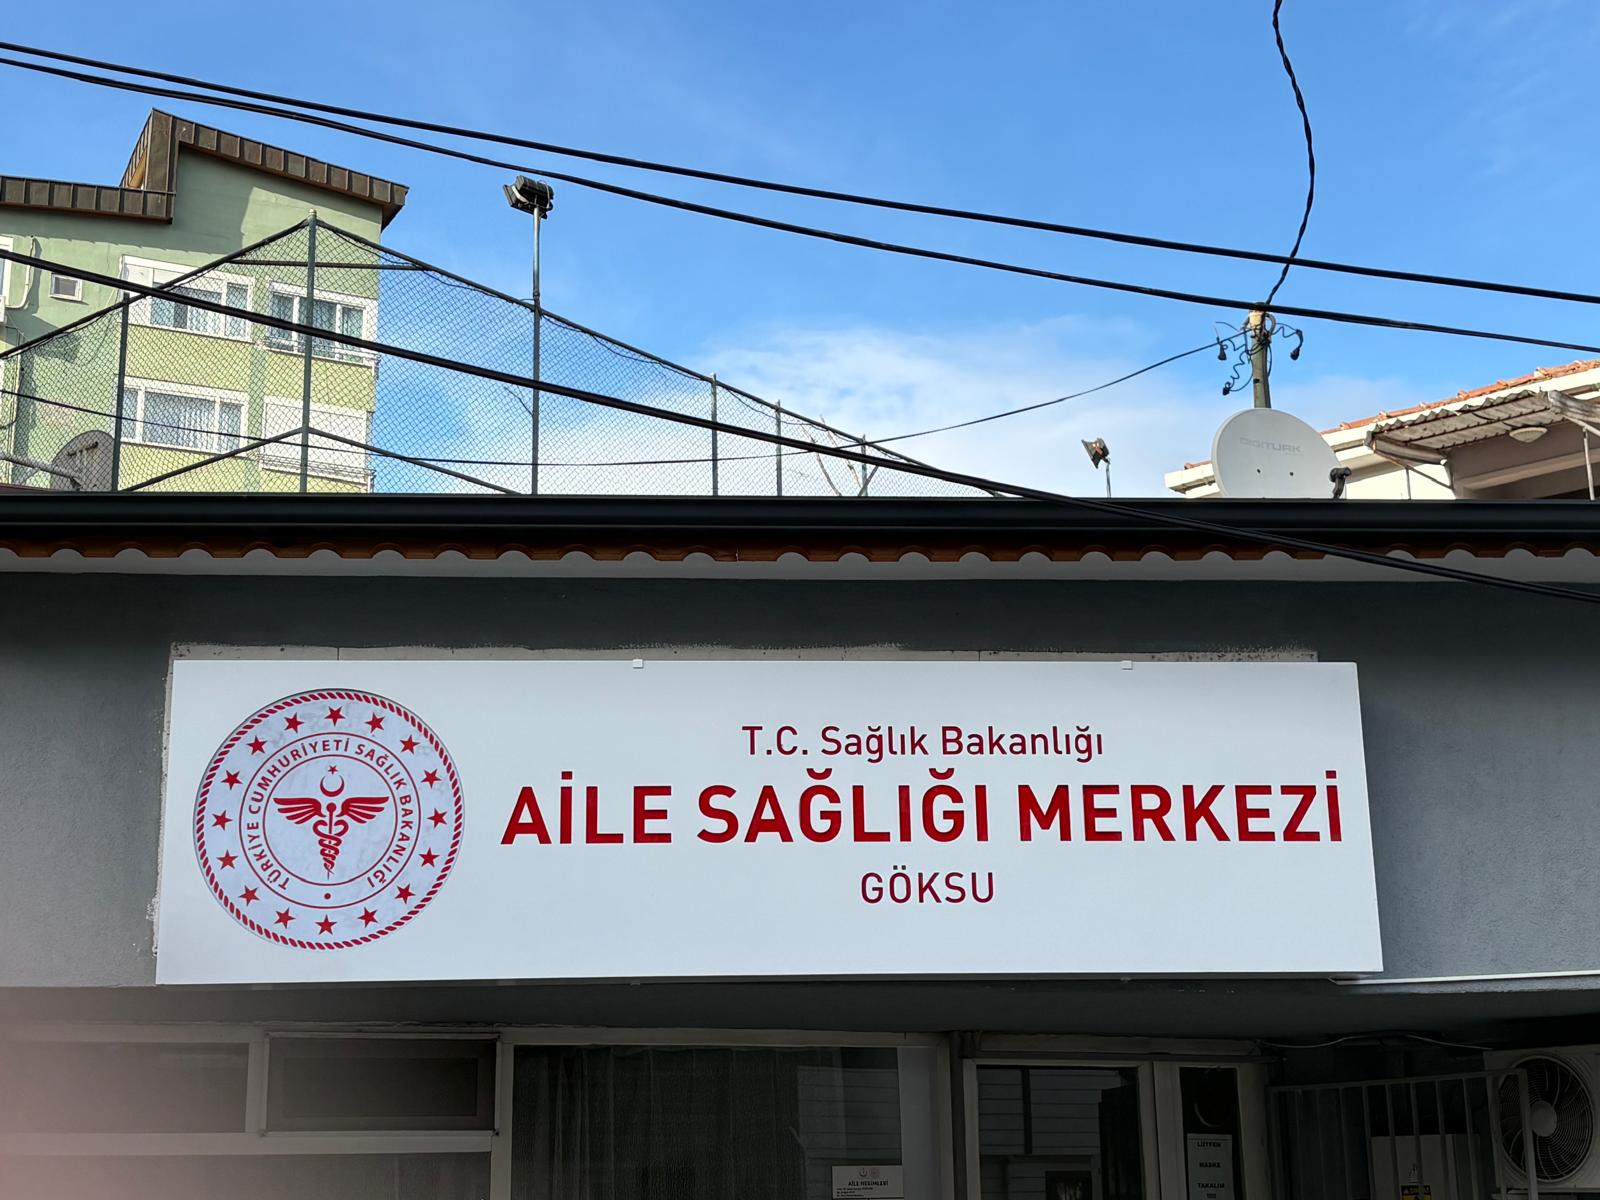 DIGITURK
TÜRKİYE CUMHURİYETİ SAĞLIK BAKANLIĞI
T.C. Sağlık Bakanlığı
AİLE SAĞLIĞI MERKEZİ
GÖKSU
LÜTFEN
MASKE
TAKALIM
AİLE HEKİMLERİ